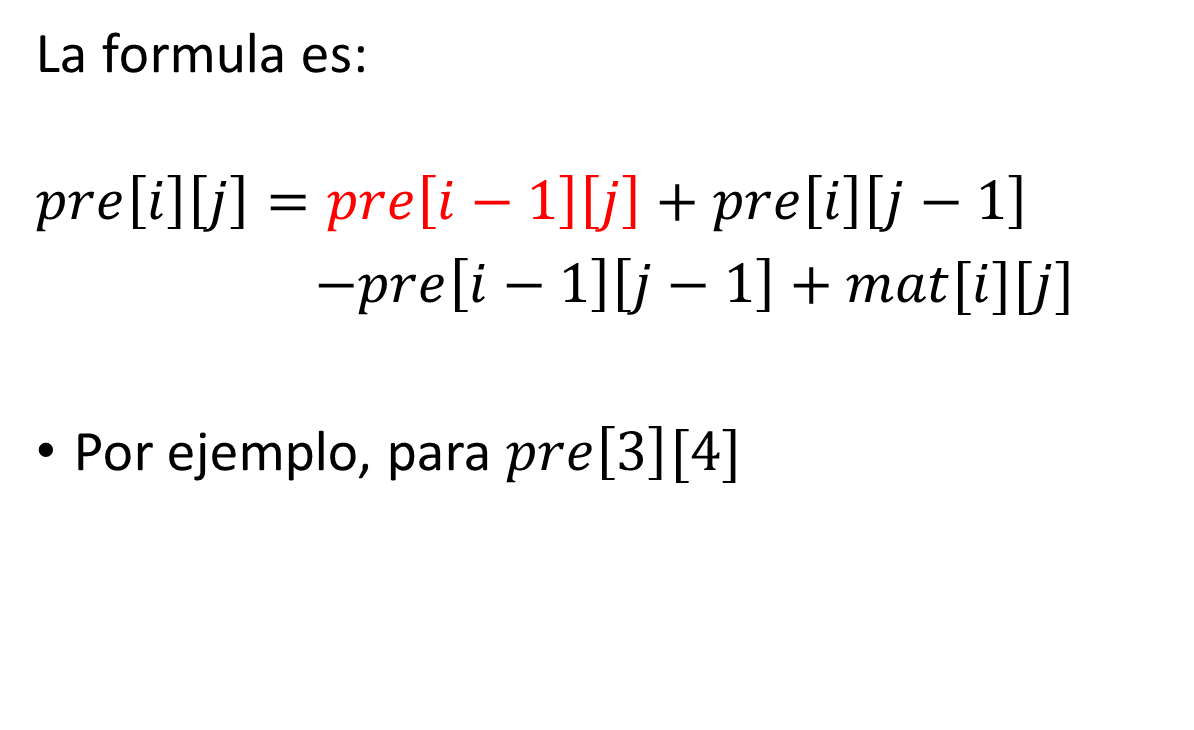 La formula es:
pre[i][j] = pre[i − 1][j] + pre[i][j − 1]
−pre[i − 1][j − 1] + mat[i][j]
• Por ejemplo, para pre[3][4]